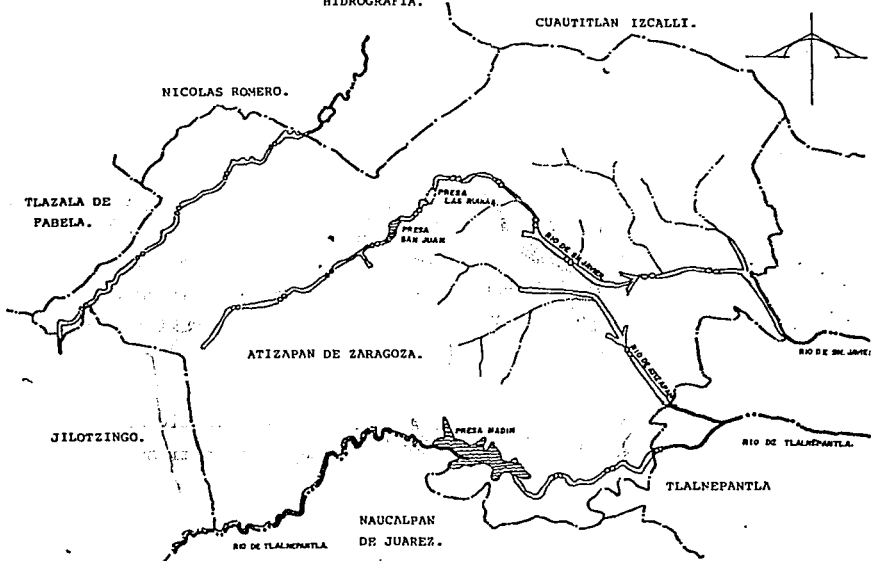 HIDROGRAFIA.
CUAUTITLAN IZCALLI.
NICOLAS ROMERO.
TLAZALA DE
FABELA.
PRESA
LAS RUINAS
PRESA
SAN JUAN
RIO DE SN. JAVIER
ATIZAPAN DE ZARAGOZA.
RIO DE ATIZAPAN
RIO DE SN. JAVIER
JILOTZINGO.
PRESA MADIN
RIO DE TLALNEPANTLA.
TLALNEPANTLA
NAUCALPAN
DE JUAREZ.
RIO DE TLALNEPANTLA.